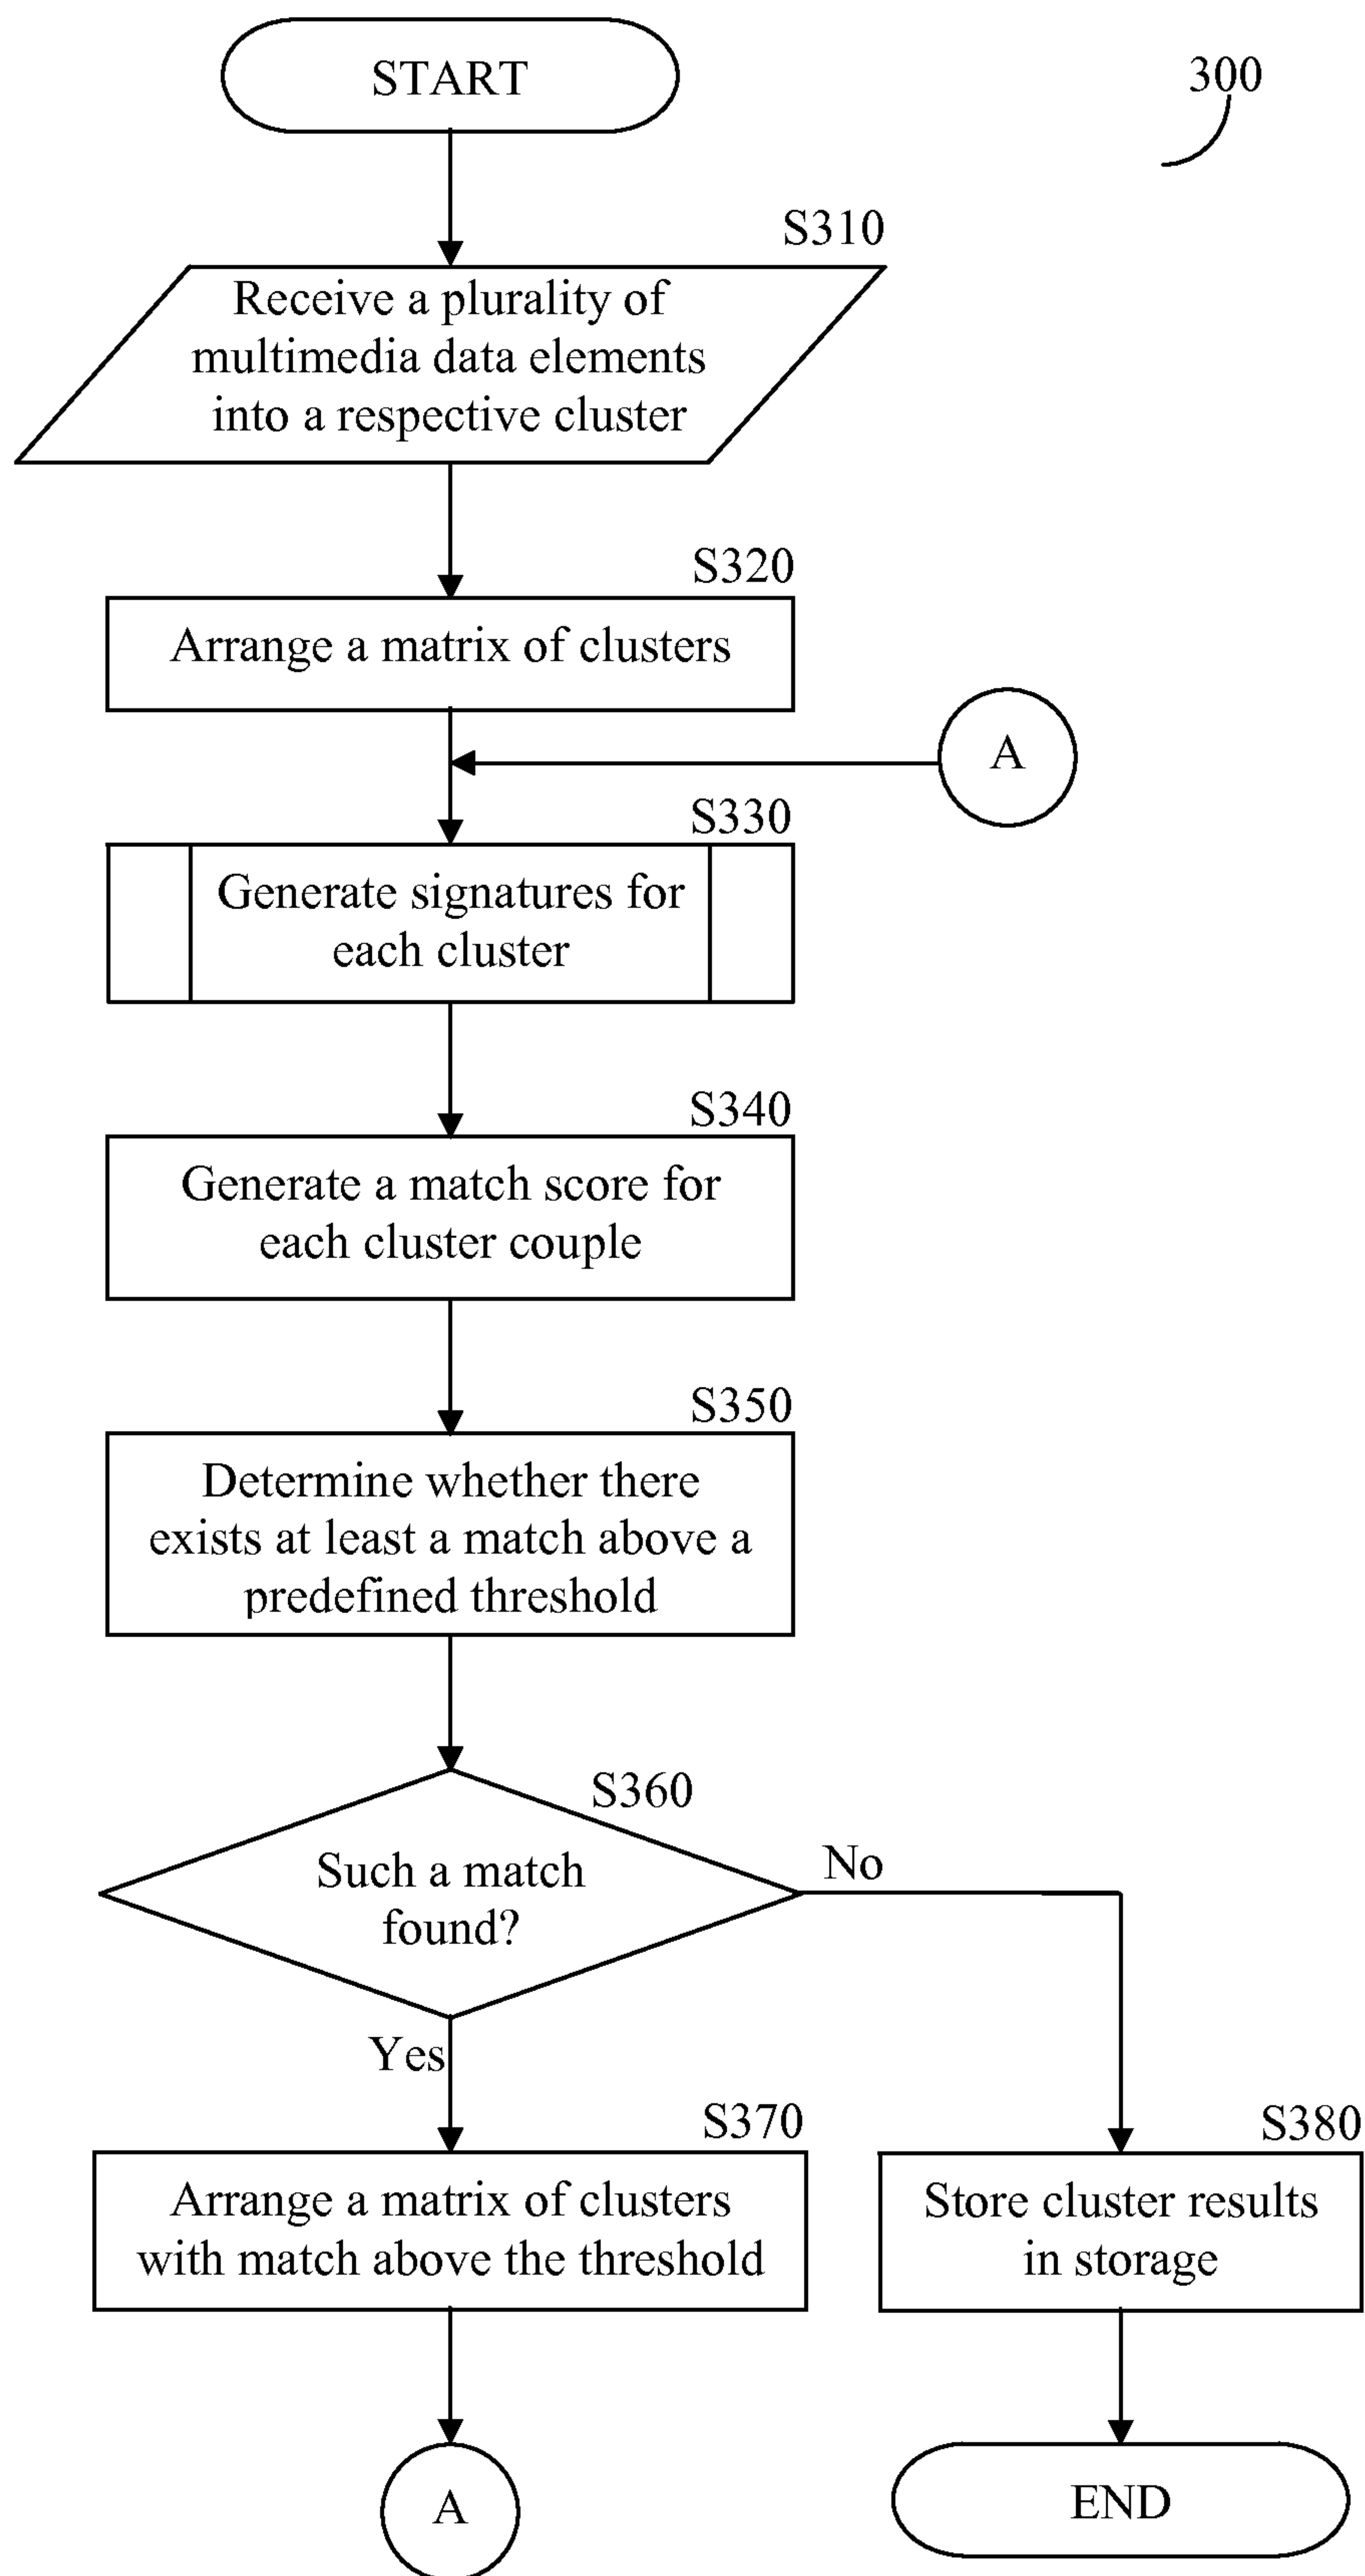 START
300
S310
Receive a plurality of
multimedia data elements
into a respective cluster
S320
Arrange a matrix of clusters
A
S330
Generate signatures for
each cluster
S340
Generate a match score for
each cluster couple
S350
Determine whether there
exists at least a match above a
predefined threshold
S360
Such a match
found?
No
Yes
S370
Arrange a matrix of clusters
with match above the threshold
S380
Store cluster results
in storage
A
END